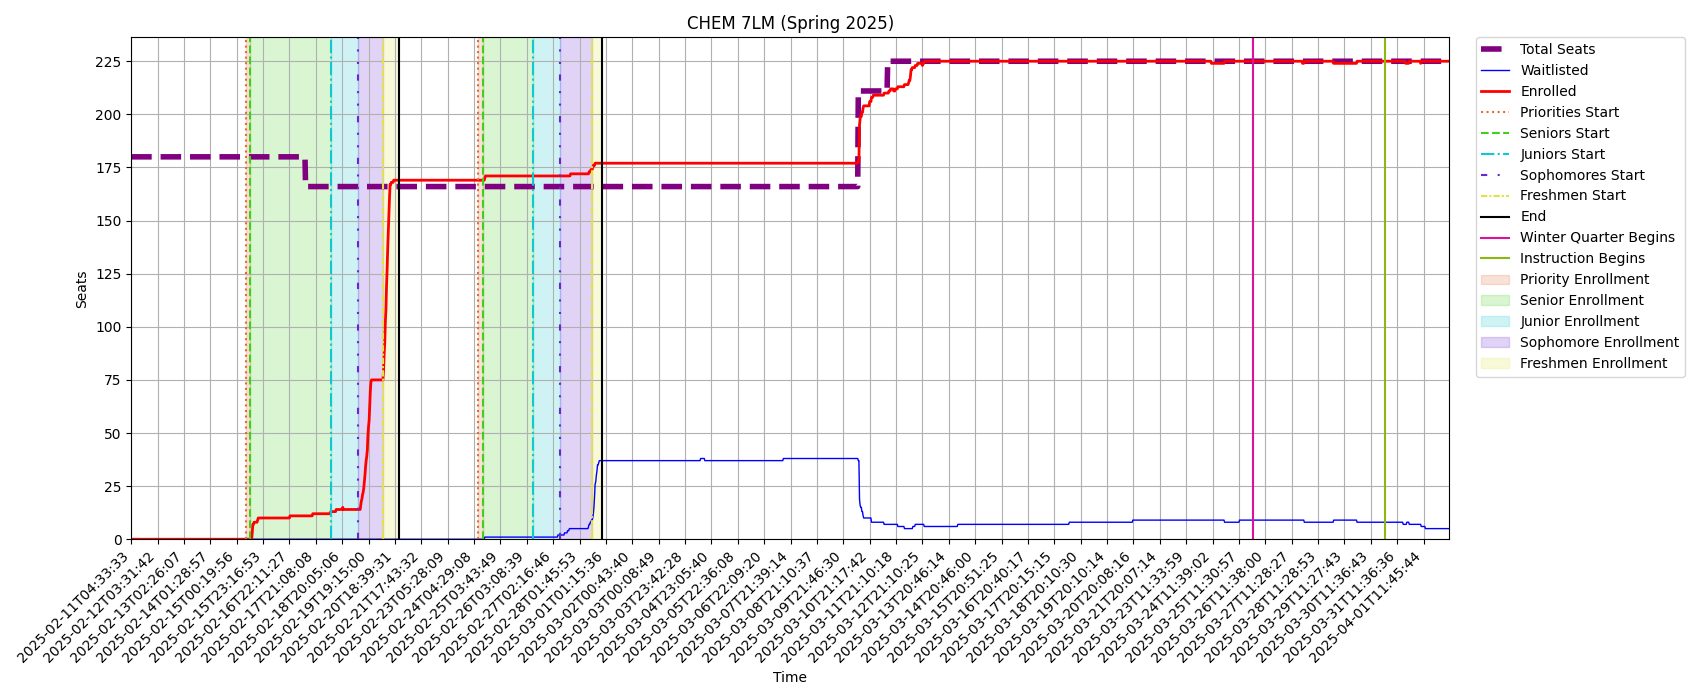 CHEM 7LM (Spring 2025)
Seats
225
200
175
150
125
100
75
50
25
0
2025-02-11T04:33:33
2025-02-12T03:31:42
2025-02-13T02:26:07
2025-02-14T01:28:57
2025-02-15T00:19:56
2025-02-15T23:16:53
2025-02-16T22:11:27
2025-02-17T21:08:08
2025-02-18T20:05:06
2025-02-19T19:15:00
2025-02-20T18:39:31
2025-02-21T17:43:32
2025-02-23T05:28:09
2025-02-24T04:29:08
2025-02-25T03:43:49
2025-02-26T03:08:39
2025-02-27T02:16:46
2025-02-28T01:45:53
2025-03-01T01:15:36
2025-03-02T00:43:40
2025-03-03T00:08:49
2025-03-03T23:42:28
2025-03-04T23:05:40
2025-03-05T22:36:08
2025-03-06T22:09:20
2025-03-07T21:39:14
2025-03-08T21:10:37
2025-03-09T21:46:30
2025-03-10T21:17:42
2025-03-11T21:10:18
2025-03-12T21:10:25
2025-03-13T20:46:14
2025-03-14T20:46:00
2025-03-15T20:51:25
2025-03-16T20:40:17
2025-03-17T20:15:15
2025-03-18T20:10:30
2025-03-19T20:10:14
2025-03-20T20:08:16
2025-03-21T20:07:14
2025-03-23T11:33:59
2025-03-24T11:39:02
2025-03-25T11:30:57
2025-03-26T11:38:00
2025-03-27T11:28:27
2025-03-28T11:28:53
2025-03-29T11:27:43
2025-03-30T11:36:43
2025-03-31T11:36:36
2025-04-01T11:45:44
Time
Total Seats
Waitlisted
Enrolled
Priorities Start
Seniors Start
Juniors Start
Sophomores Start
Freshmen Start
End
Winter Quarter Begins
Instruction Begins
Priority Enrollment
Senior Enrollment
Junior Enrollment
Sophomore Enrollment
Freshmen Enrollment